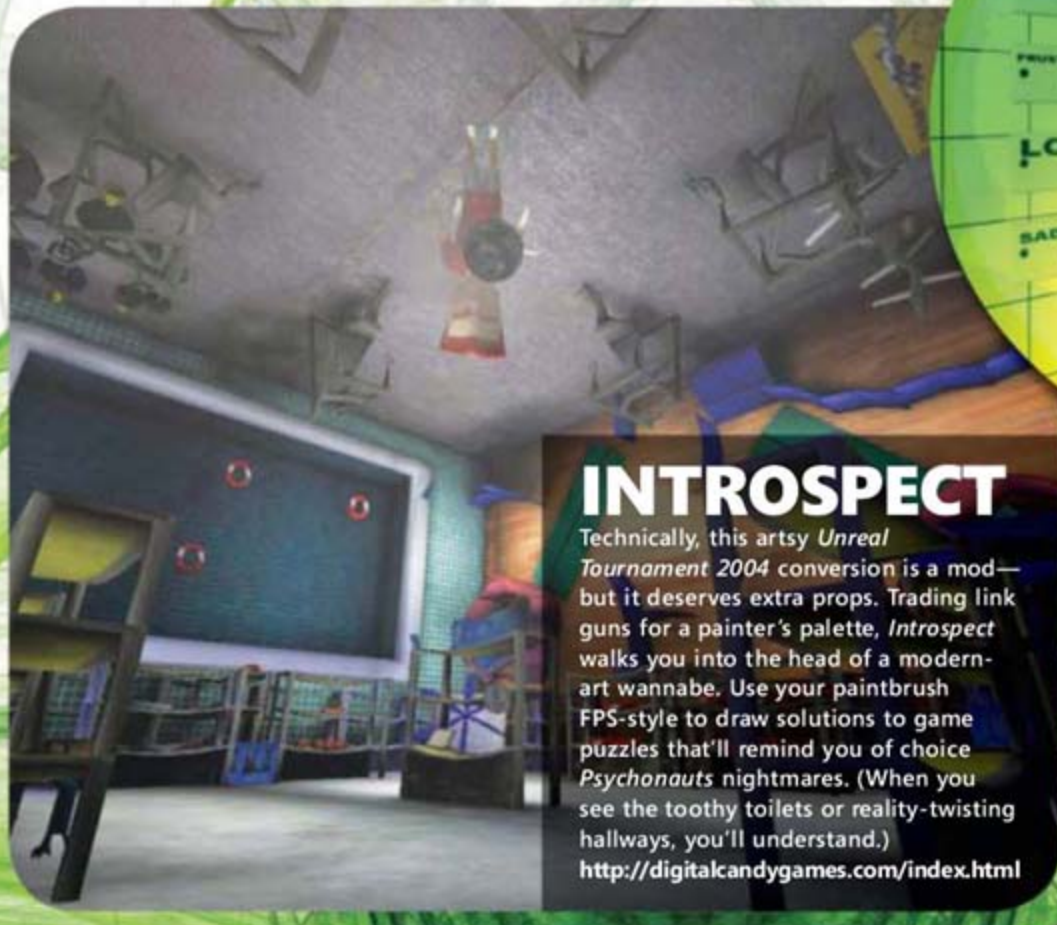 INTROSPECT
Technically, this artsy Unreal
Tournament 2004 conversion is a mod—
but it deserves extra props. Trading link
guns for a painter's palette, Introspect
walks you into the head of a modern-
art wannabe. Use your paintbrush
FPS-style to draw solutions to game
puzzles that'll remind you of choice
Psychonauts nightmares. (When you
see the toothy toilets or reality-twisting
hallways, you'll understand.)
http://digitalcandygames.com/index.html